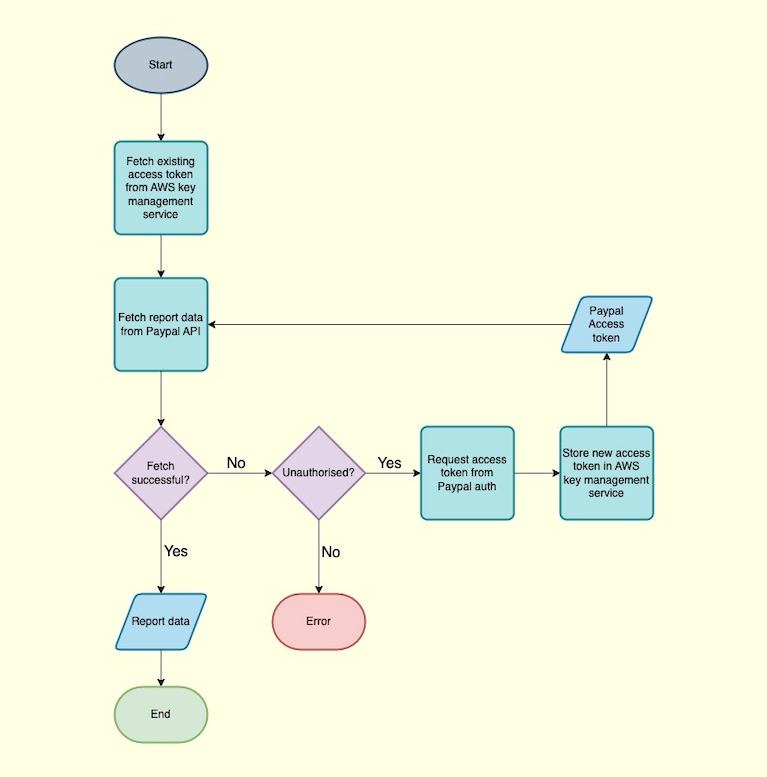 Start
Fetch existing
access token
from AWS key
management
service
Fetch report data
from Paypal API
Paypal
Access
token
Fetch
successful?
No
Unauthorised?
Yes
Request access
token from
Paypal auth
Store new access
token in AWS
key management
service
Yes
No
Report data
Error
End